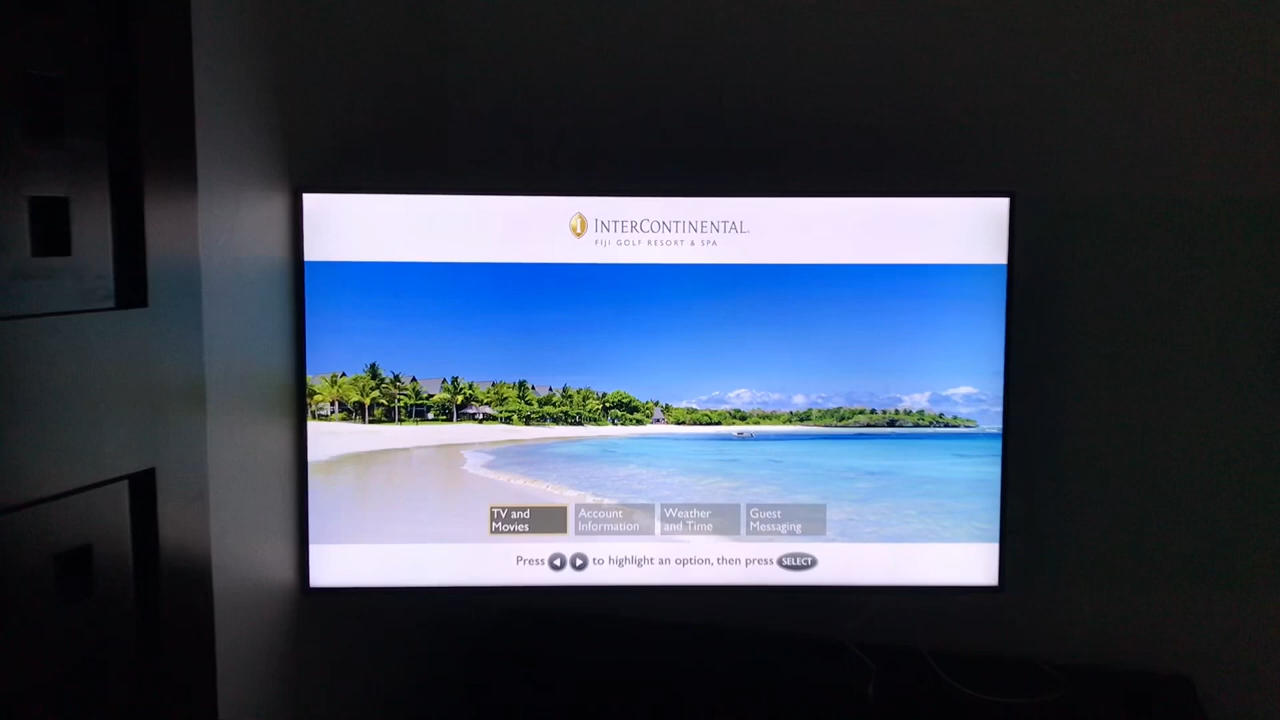 INTERCONTINENTAL
FIJI GOLF RESORT & SPA
TV and
Movies
Account
Information
Weather
and Time
Guest
Messaging
Press ◀ ▶ to highlight an option, then press SELECT